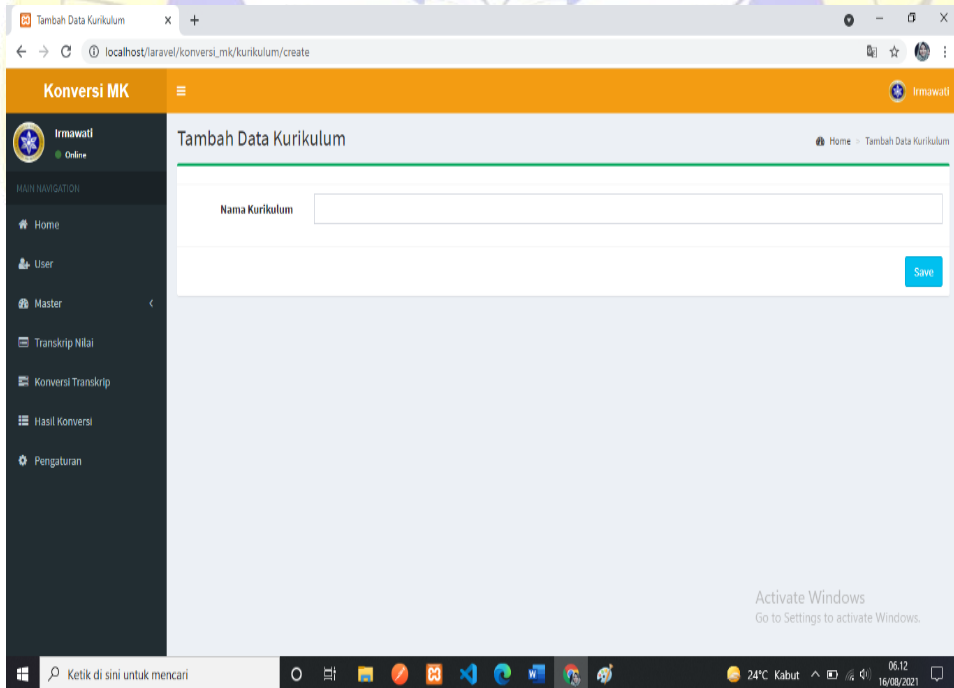 Tambah Data Kurikulum
localhost/laravel/konversi_mk/kurikulum/create
Konversi MK
Irmawati
Irmawati
Online
Tambah Data Kurikulum
Home > Tambah Data Kurikulum
MAIN NAVIGATION
Nama Kurikulum
Home
User
Save
Master
Transkrip Nilai
Konversi Transkrip
Hasil Konversi
Pengaturan
Activate Windows
Go to Settings to activate Windows.
Ketik di sini untuk mencari
24°C Kabut
06.12
16/08/2021